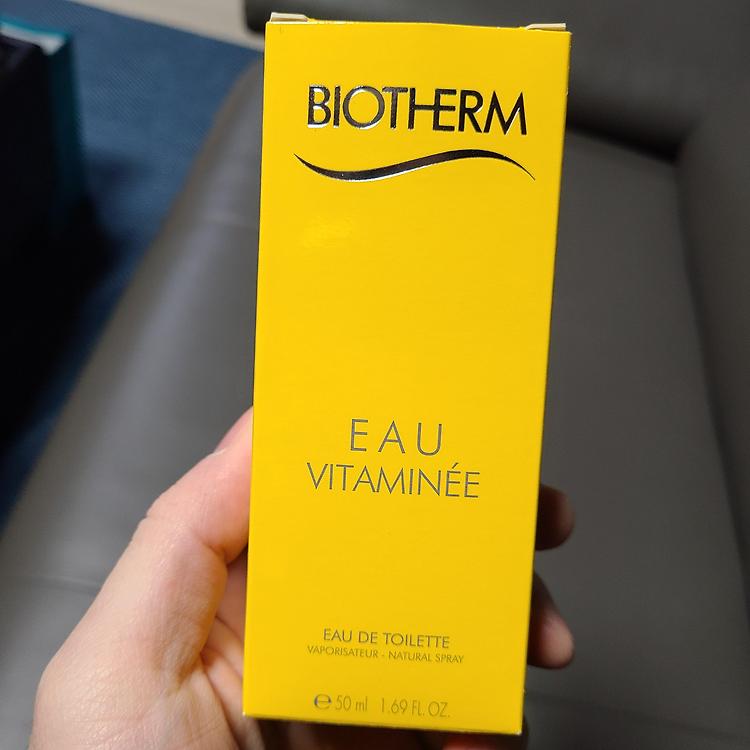 BIOTHERM
EAU
VITAMINÉE
EAU DE TOILETTE
VAPORISATEUR - NATURAL SPRAY
℮ 50 ml 1.69 FL. OZ.